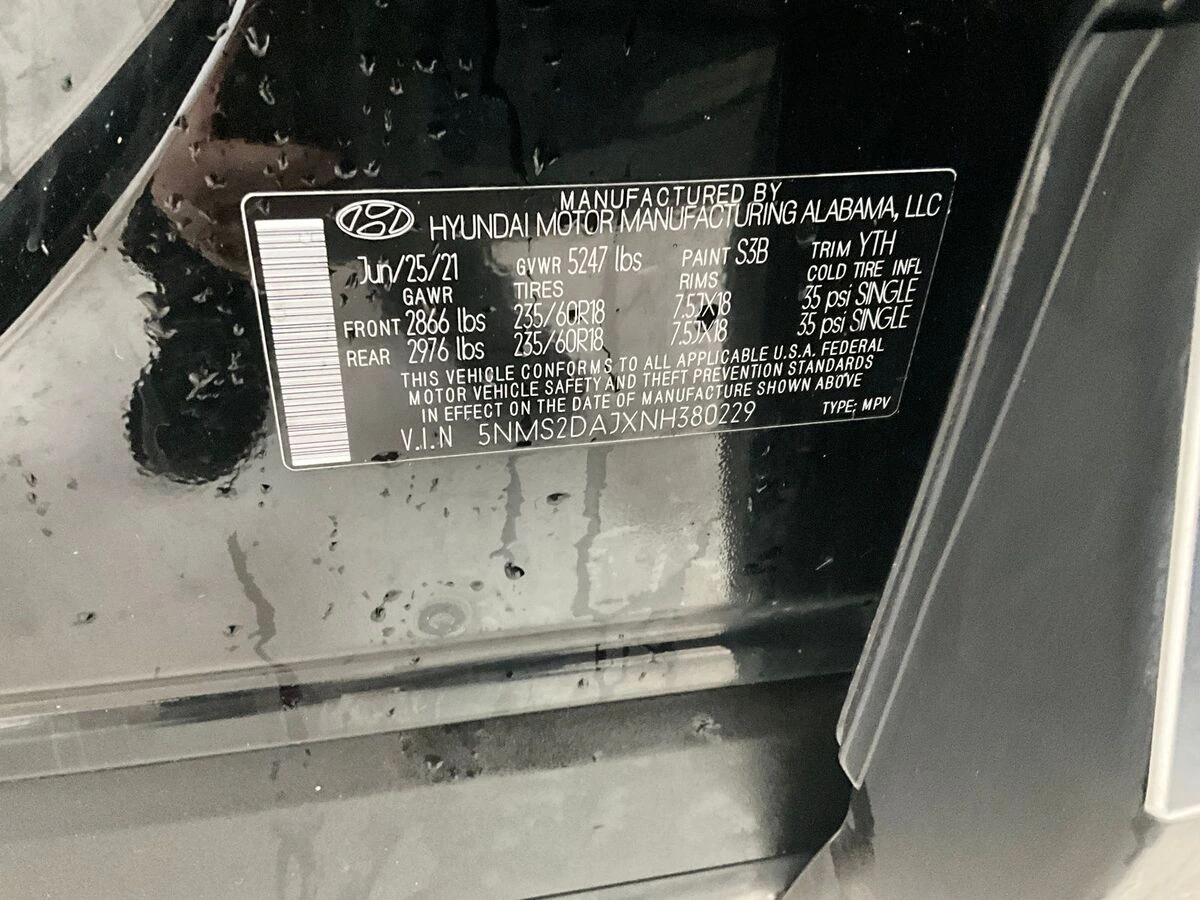 MANUFACTURED BY
HYUNDAI MOTOR MANUFACTURING ALABAMA, LLC
Jun/25/21 GVWR 5247 lbs PAINT S3B TRIM YTH
GAWR TIRES RIMS COLD TIRE INFL
FRONT 2866 lbs 235/60R18 7.5JX18 35 psi SINGLE
REAR 2976 lbs 235/60R18 7.5JX18 35 psi SINGLE
THIS VEHICLE CONFORMS TO ALL APPLICABLE U.S.A. FEDERAL
MOTOR VEHICLE SAFETY AND THEFT PREVENTION STANDARDS
IN EFFECT ON THE DATE OF MANUFACTURE SHOWN ABOVE
V.I.N 5NMS2DAJXNH380229 TYPE; MPV